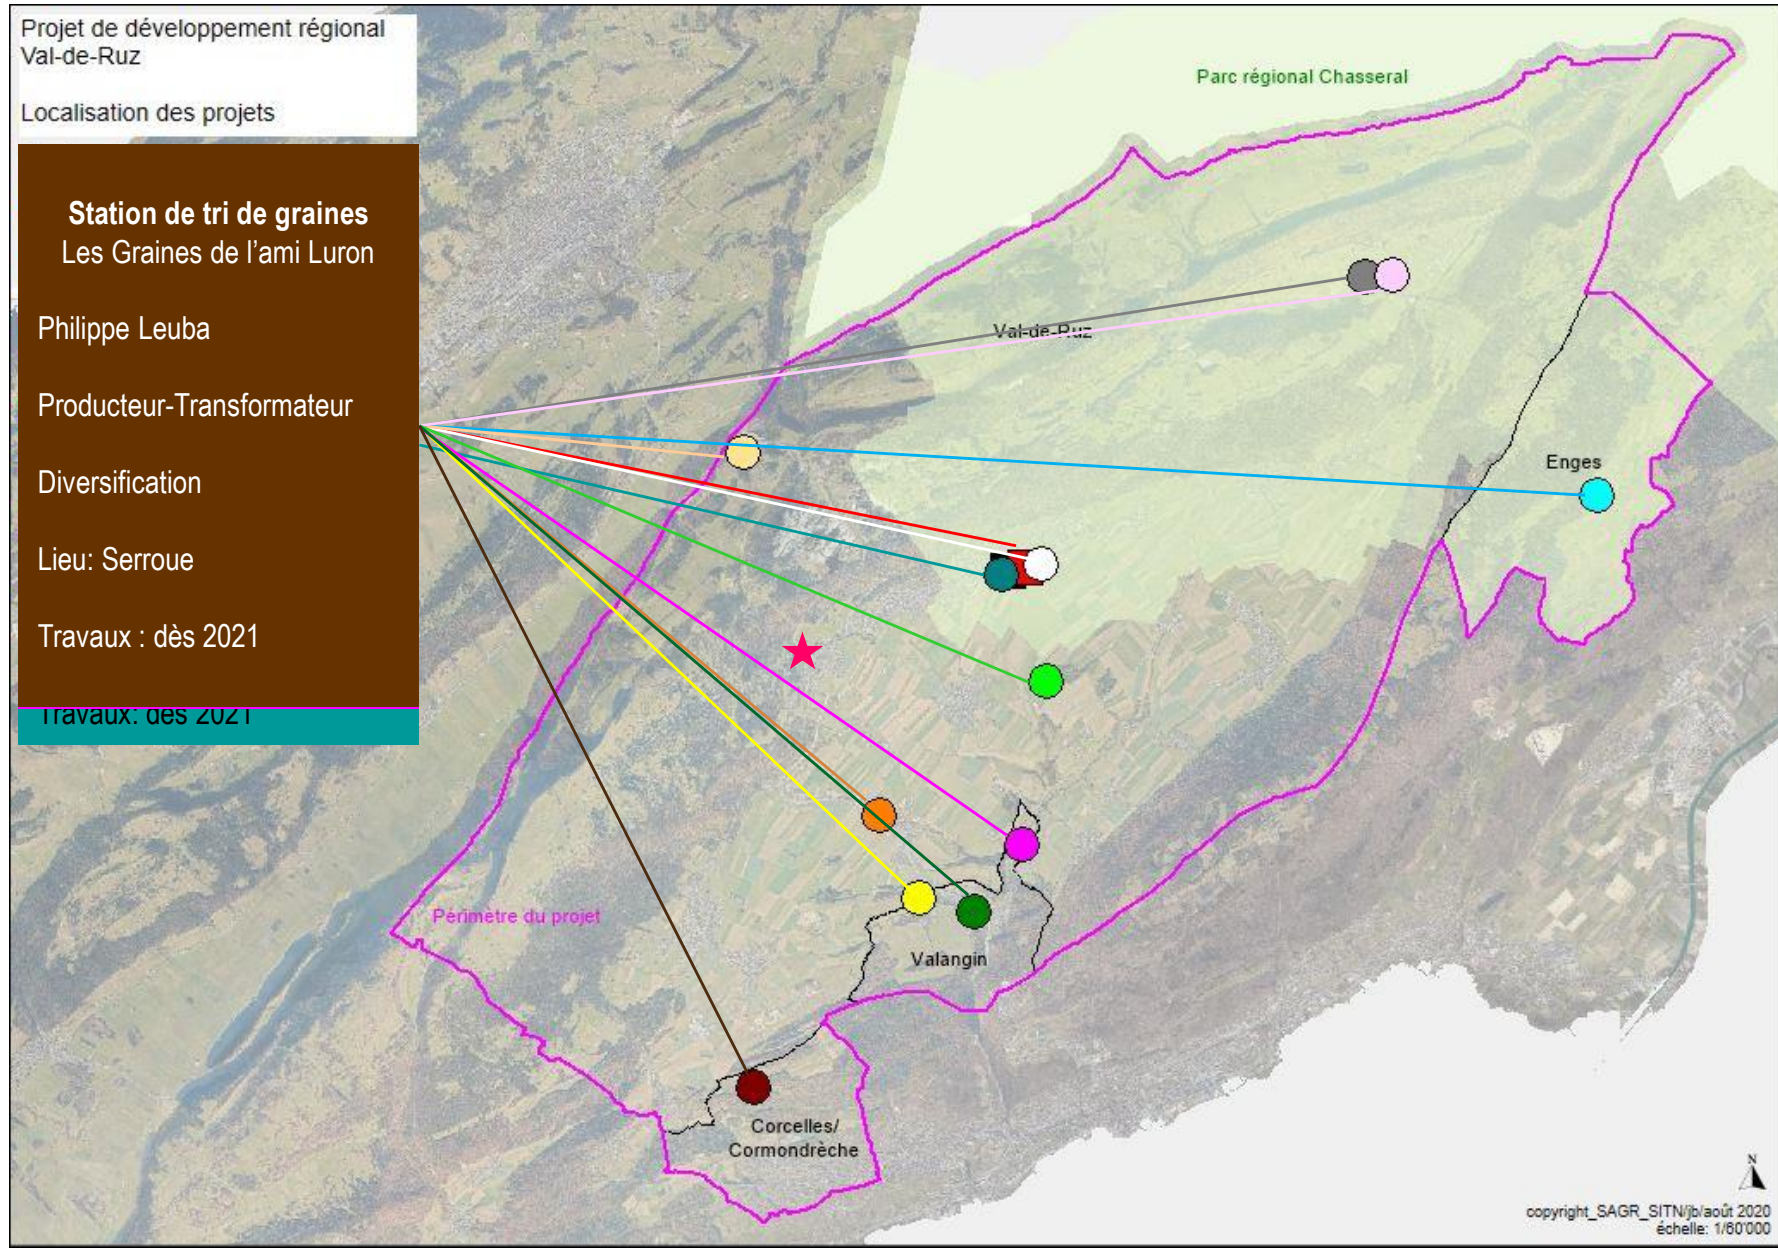 Projet de développement régional
Val-de-Ruz
Localisation des projets
Station de tri de graines
Les Graines de l'ami Luron
Philippe Leuba
Producteur-Transformateur
Diversification
Lieu: Serroue
Travaux : dès 2021
Travaux: dès 2021
Parc régional Chasseral
Val-de-Ruz
Enges
Périmètre du projet
Valangin
Corcelles/
Cormondrèche
N
copyright_SAGR_SITN/jb/août 2020
échelle: 1/60'000